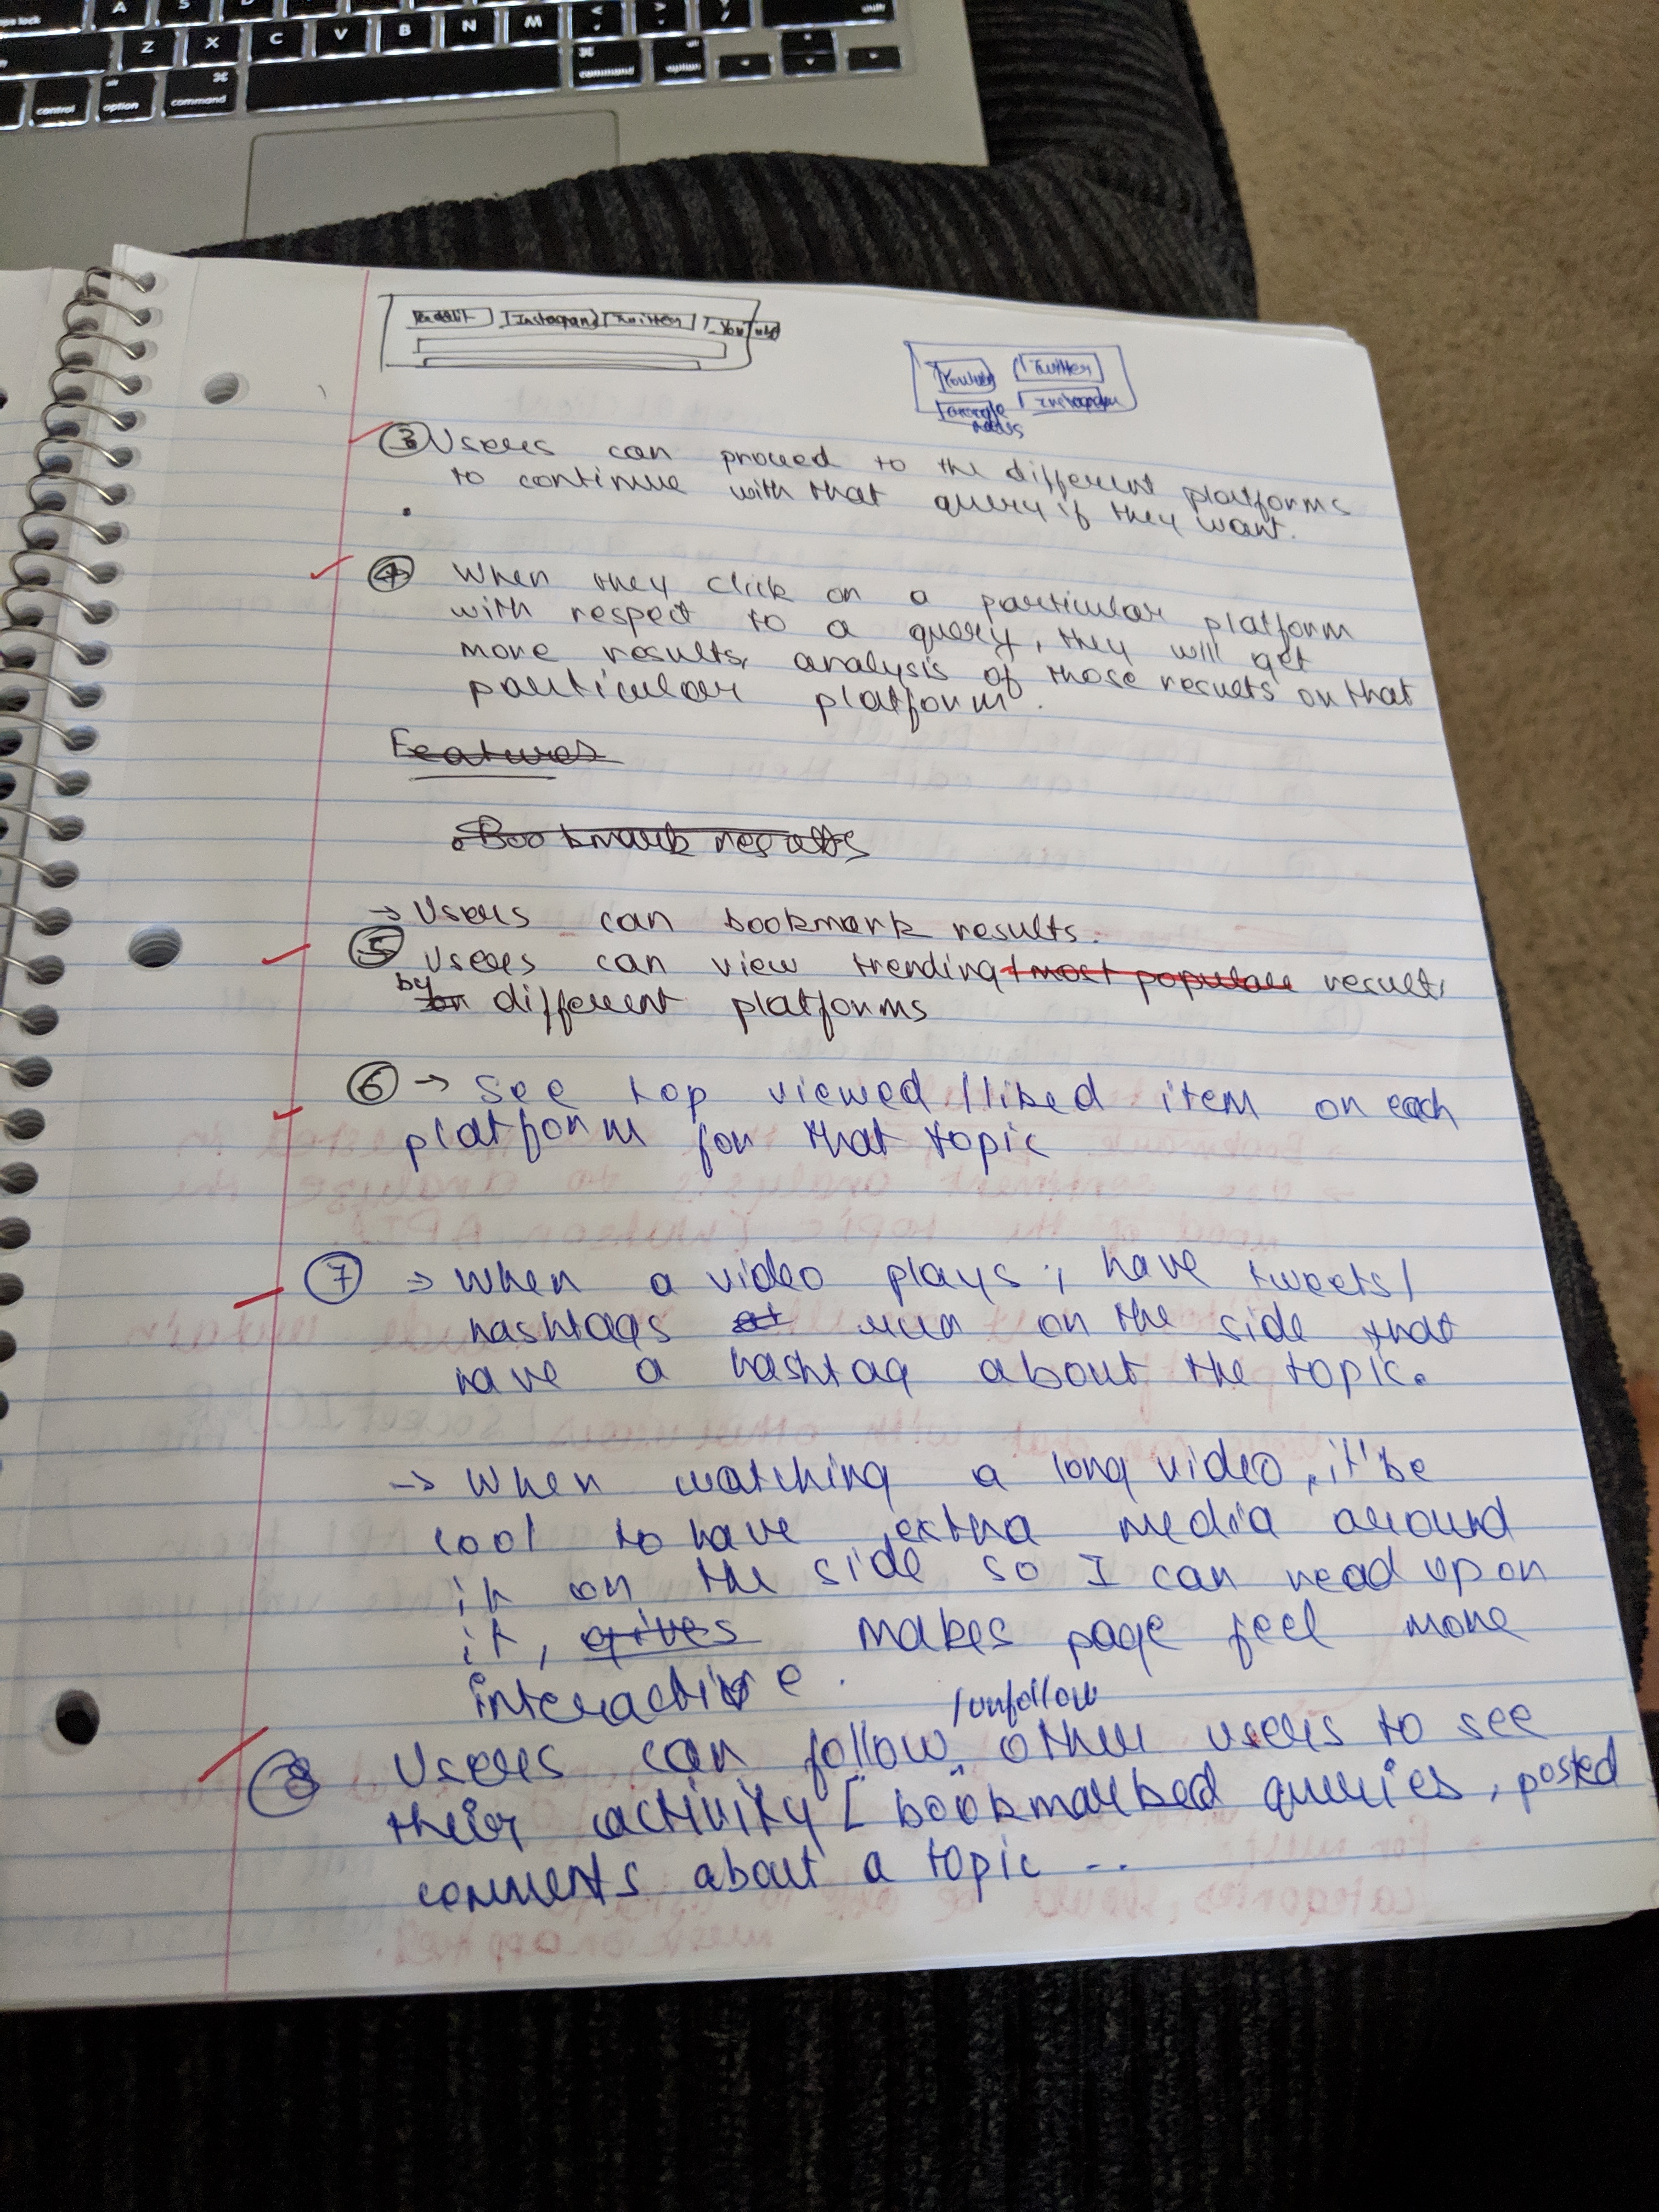 A S
Z X C V B N M < > ?
control option command command option shift
Reddit Instagram Twitter YouTube
Twitter
Google Instagram
news
③ Users can proceed to the different platforms
to continue with that query if they want.
④ When they click on a particular platform
with respect to a query, they will get
more results, analysis of those results on that
particular platform.
Features
Bookmark results
→ Users can bookmark results.
⑤ Users can view trending / most popular results
by on different platforms
⑥ → See top viewed / liked item on each
platform for that topic
⑦ → When a video plays, have tweets /
hashtags run on the side that
have a hashtag about the topic.
→ When watching a long video, it'be
cool to have extra media around
it on the side so I can read up on
it, gives makes page feel more
interactive.
/unfollow
⑧ Users can follow other users to see
their activity [ bookmarked queries, posted
comments about a topic ..